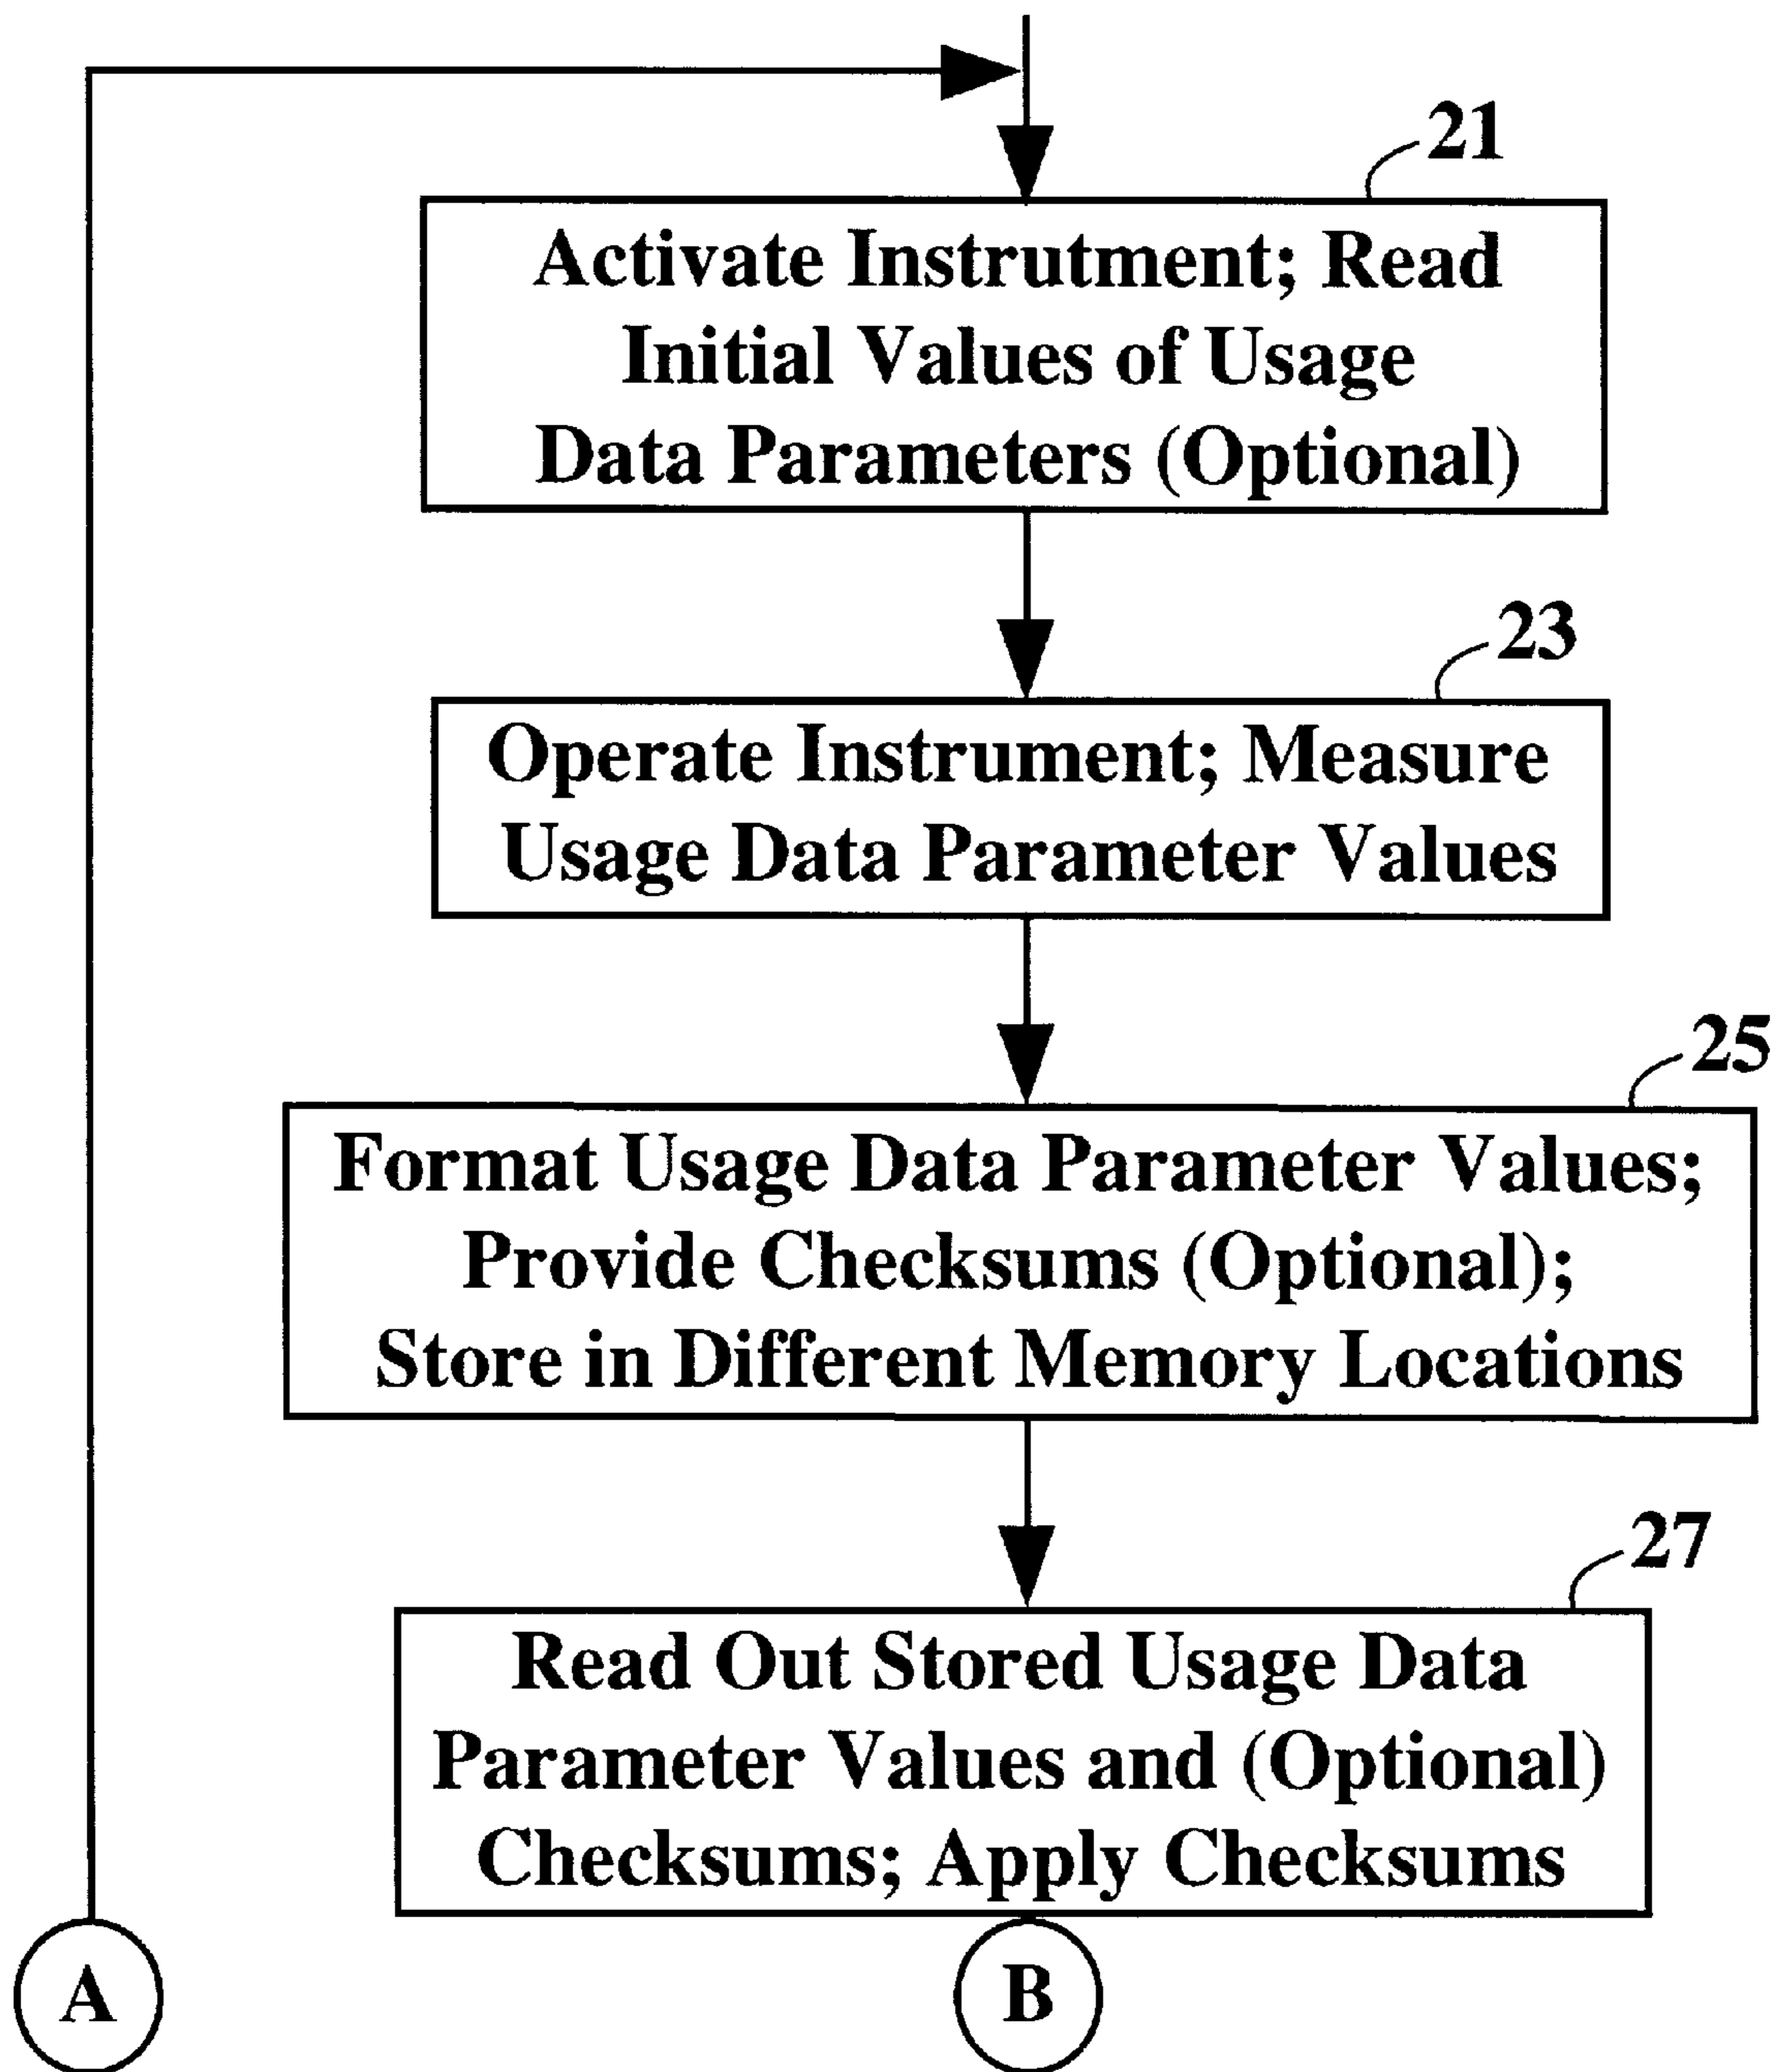 21
Activate Instrutment; Read
Initial Values of Usage
Data Parameters (Optional)
23
Operate Instrument; Measure
Usage Data Parameter Values
25
Format Usage Data Parameter Values;
Provide Checksums (Optional);
Store in Different Memory Locations
27
Read Out Stored Usage Data
Parameter Values and (Optional)
Checksums; Apply Checksums
A
B